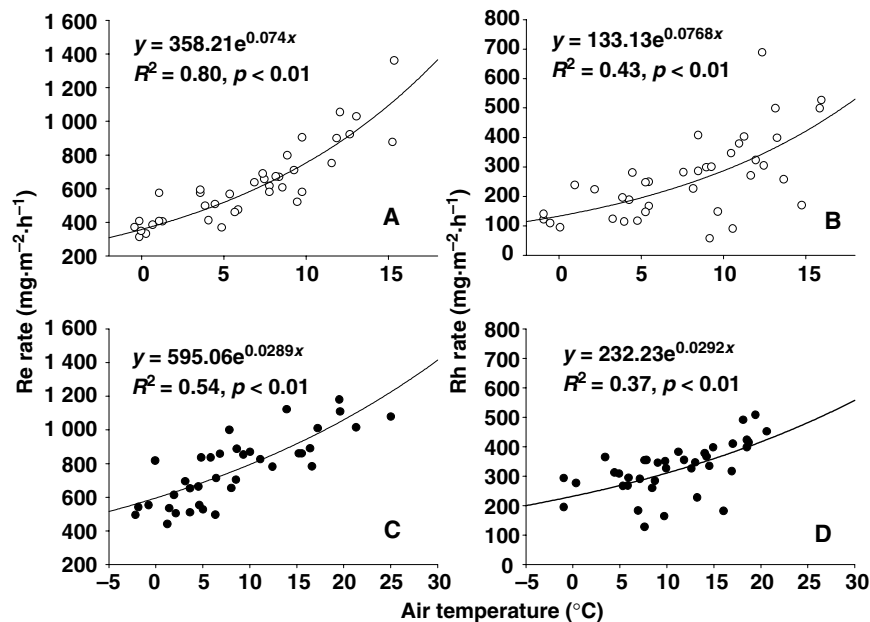 y = 358.21e^0.074x
R² = 0.80, p < 0.01
A
1 600
1 400
1 200
1 000
800
600
400
200
0 5 10 15
y = 133.13e^0.0768x
R² = 0.43, p < 0.01
B
800
700
600
500
400
300
200
100
0
0 5 10 15
Re rate (mg·m⁻²·h⁻¹)
Rh rate (mg·m⁻²·h⁻¹)
y = 595.06e^0.0289x
R² = 0.54, p < 0.01
C
1 600
1 400
1 200
1 000
800
600
400
200
–5 0 5 10 15 20 25 30
y = 232.23e^0.0292x
R² = 0.37, p < 0.01
D
800
700
600
500
400
300
200
100
0
–5 0 5 10 15 20 25 30
Air temperature (°C)